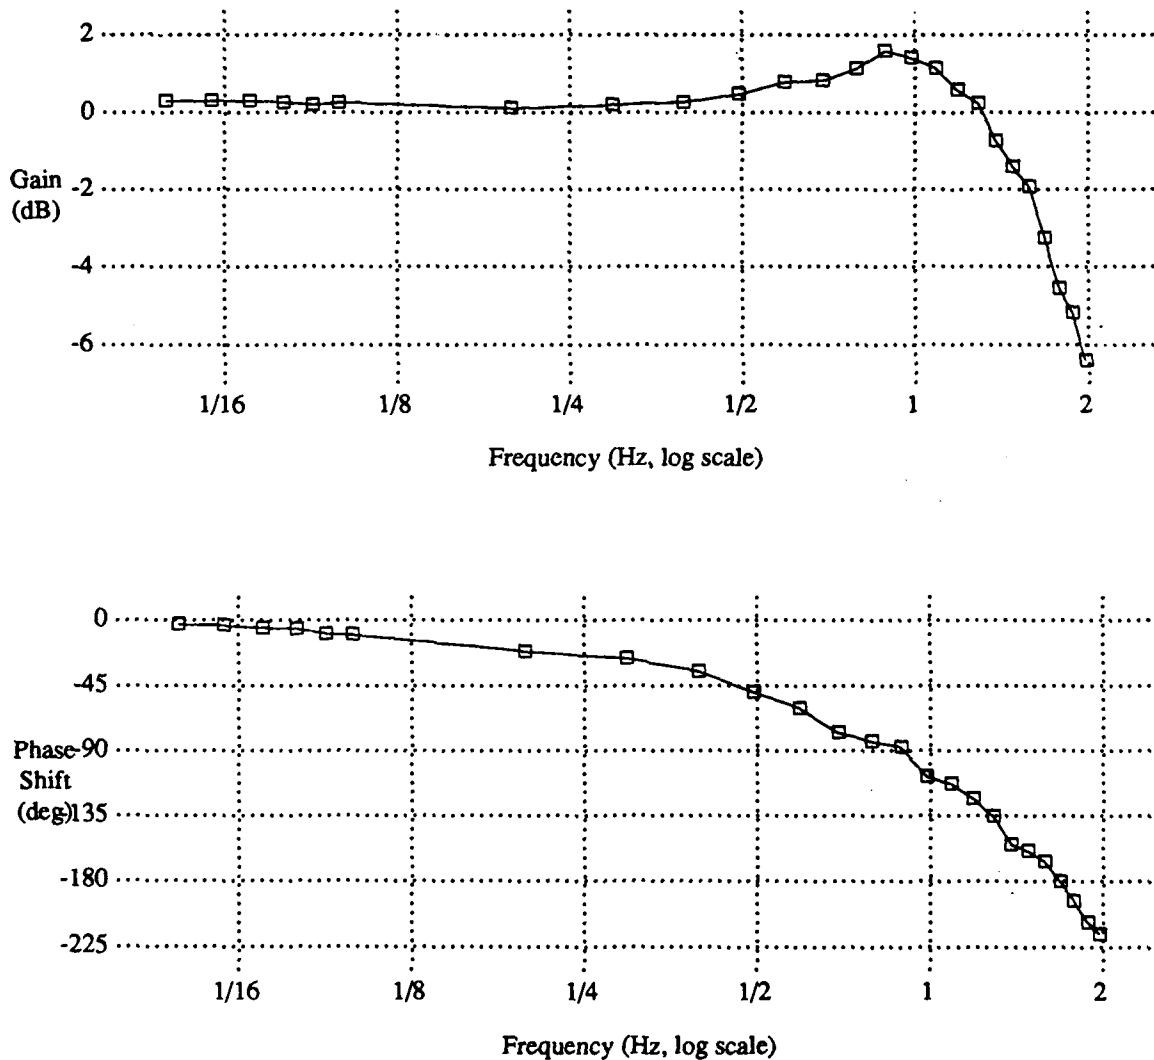 2
0
Gain
(dB)
-2
-4
-6
1/16 1/8 1/4 1/2 1 2
Frequency (Hz, log scale)
0
-45
Phase -90
Shift
(deg) -135
-180
-225
1/16 1/8 1/4 1/2 1 2
Frequency (Hz, log scale)